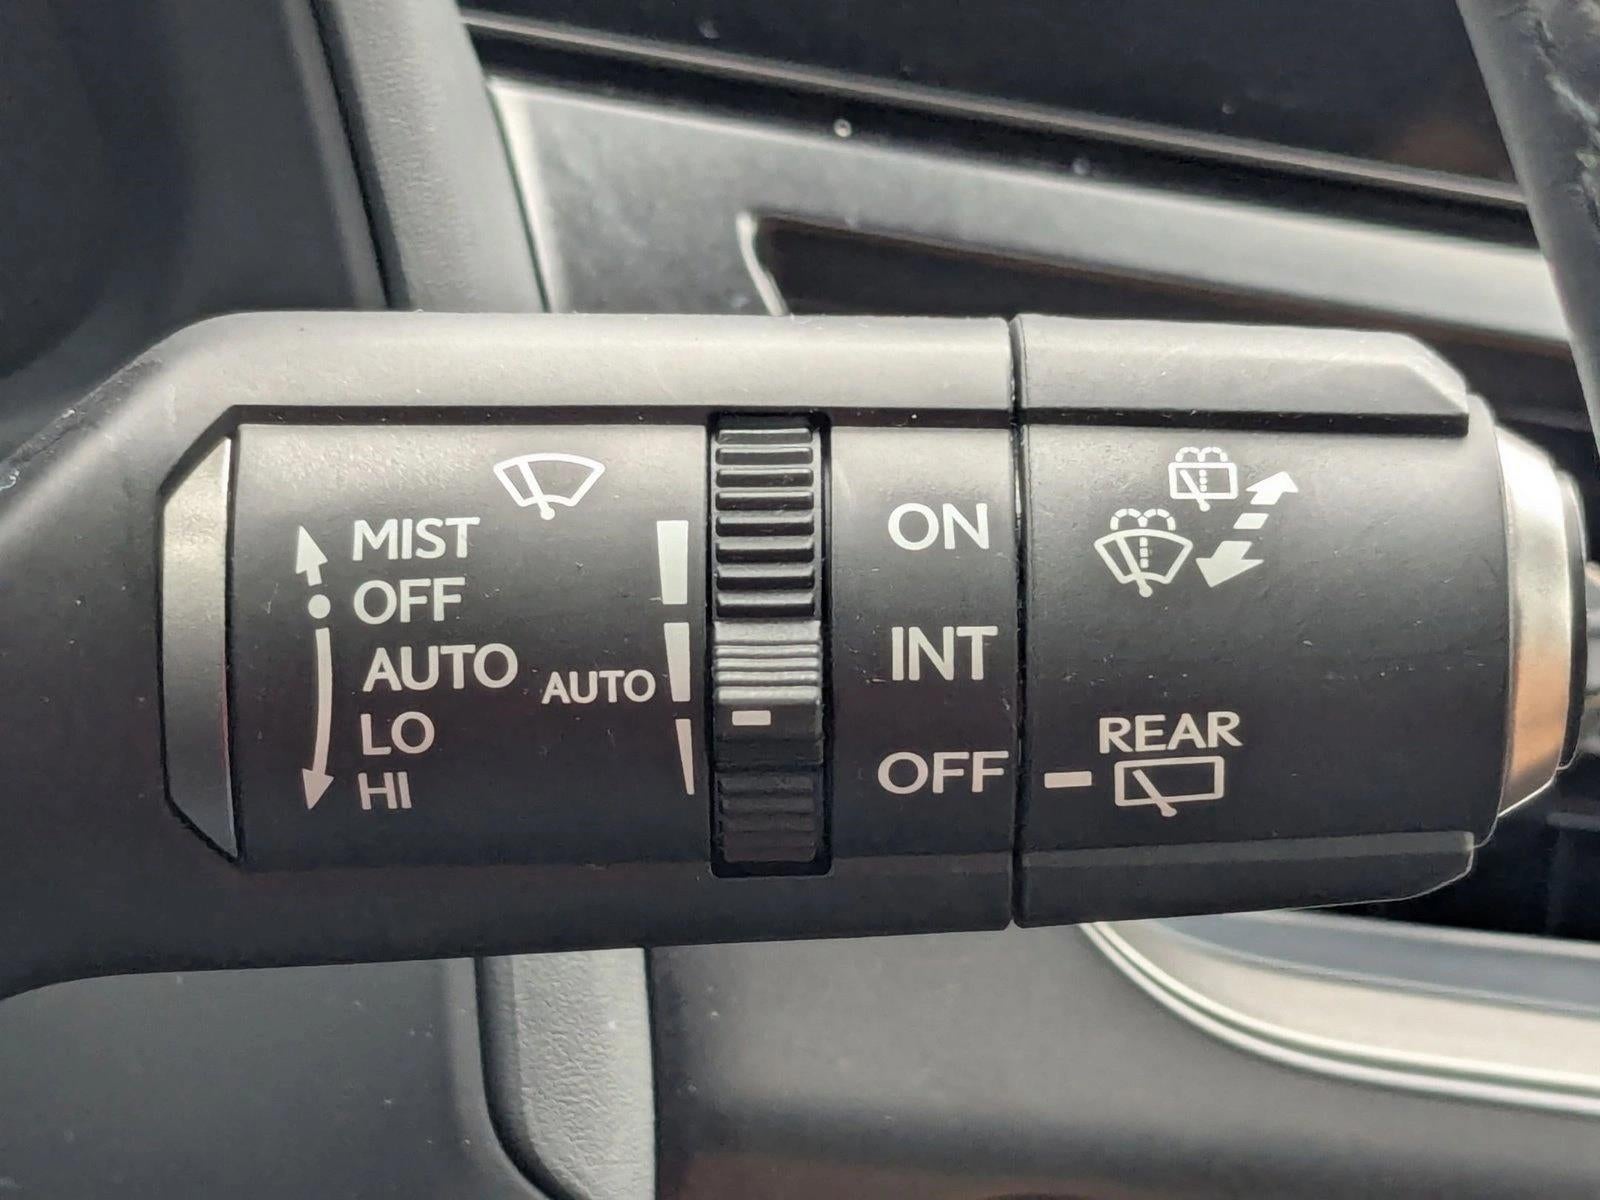 MIST
OFF
AUTO
LO
HI
AUTO
ON
INT
OFF
REAR